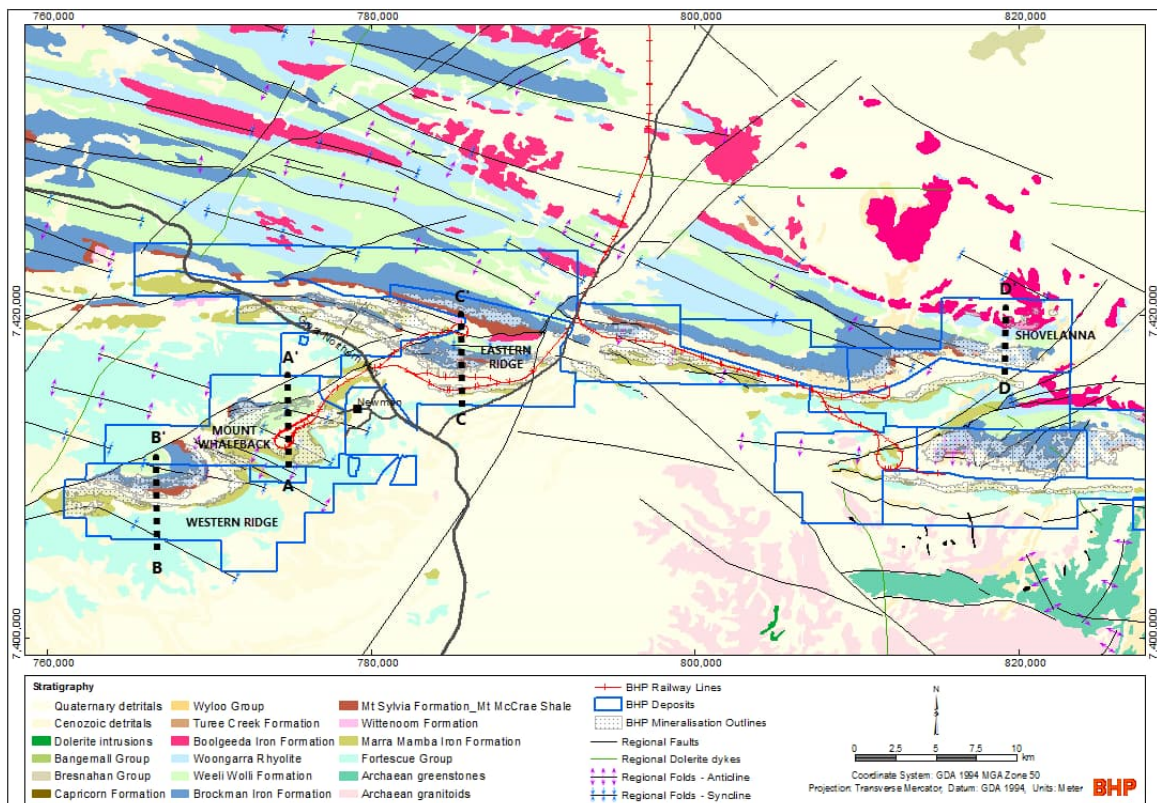 760,000 780,000 800,000 820,000
7,420,000
7,420,000
D'
SHOVELANNA
C'
EASTERN
RIDGE
Great Northern
A'
D
Newman
C
MOUNT
WHALEBACK
B'
A
WESTERN RIDGE
B
7,400,000
7,400,000
760,000 780,000 800,000 820,000
Stratigraphy
Quaternary detritals
Cenozoic detritals
Dolerite intrusions
Bangemall Group
Bresnahan Group
Capricorn Formation
Wyloo Group
Turee Creek Formation
Boolgeeda Iron Formation
Woongarra Rhyolite
Weeli Wolli Formation
Brockman Iron Formation
Mt Sylvia Formation_Mt McCrae Shale
Wittenoom Formation
Marra Mamba Iron Formation
Fortescue Group
Archaean greenstones
Archaean granitoids
BHP Railway Lines
BHP Deposits
BHP Mineralisation Outlines
Regional Faults
Regional Dolerite dykes
Regional Folds - Anticline
Regional Folds - Syncline
N
0 2.5 5 7.5 10
km
Coordinate System: GDA 1994 MGA Zone 50
Projection: Transverse Mercator, Datum: GDA 1994, Units: Meter
BHP